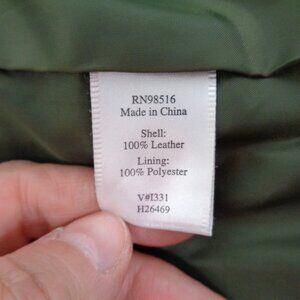 RN98516
Made in China
Shell:
100% Leather
Lining:
100% Polyester
V#I331
H26469